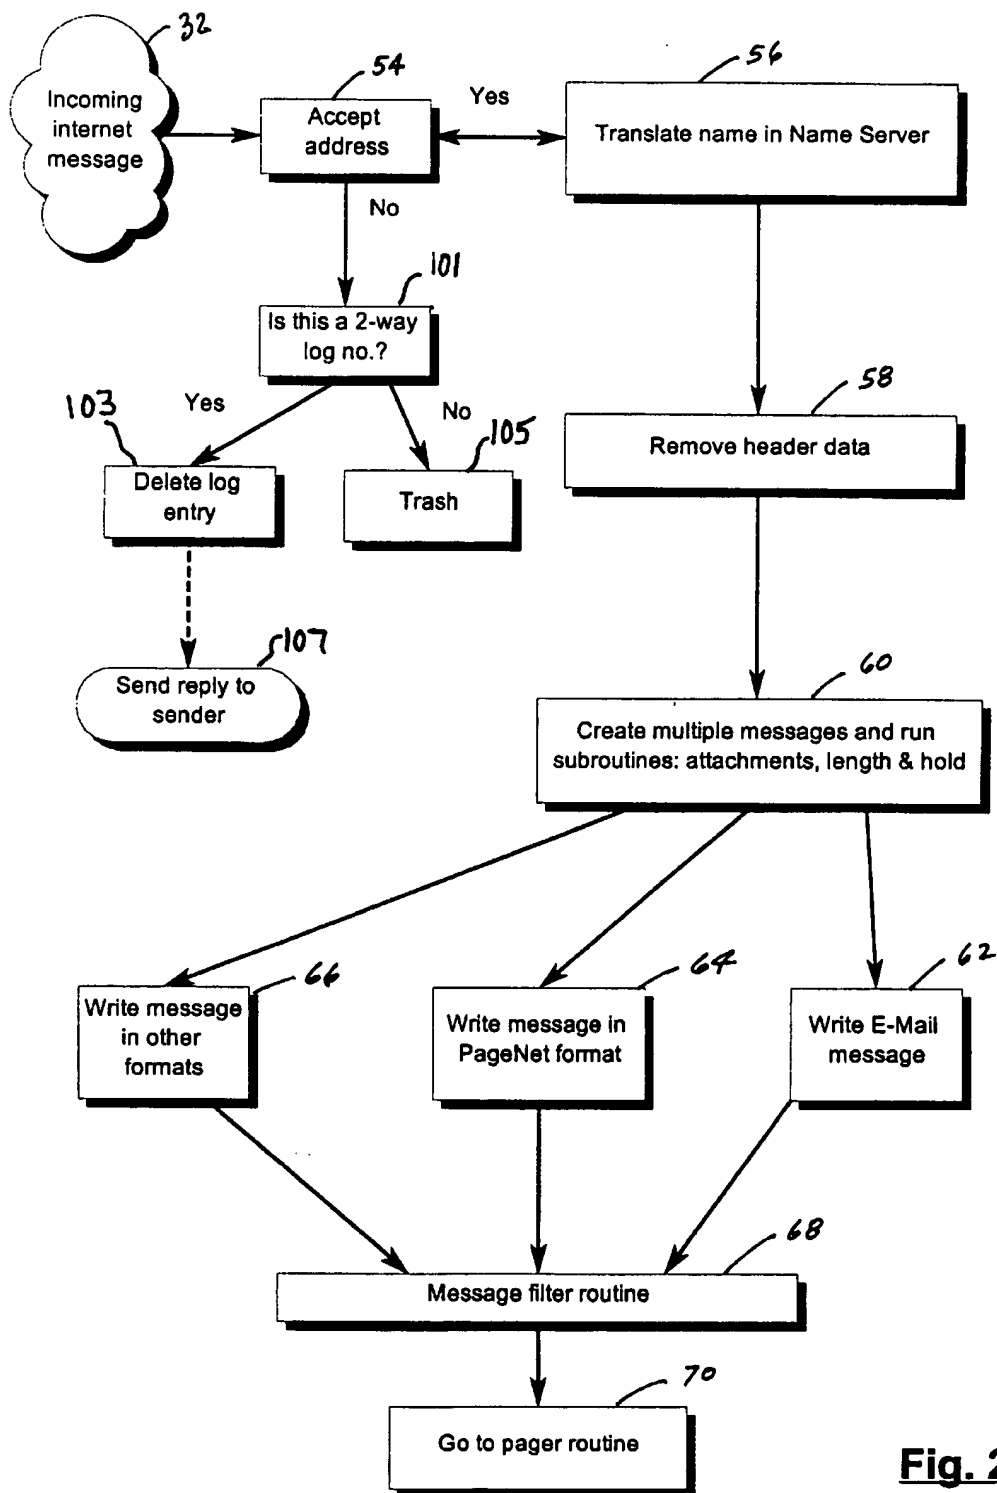 32
Incoming
internet
message
54
Accept
address
Yes
56
Translate name in Name Server
No
101
Is this a 2-way
log no.?
58
Remove header data
103
Yes
No
105
Delete log
entry
Trash
107
Send reply to
sender
60
Create multiple messages and run
subroutines: attachments, length & hold
66
Write message
in other
formats
64
Write message in
PageNet format
62
Write E-Mail
message
68
Message filter routine
70
Go to pager routine
Fig. 2